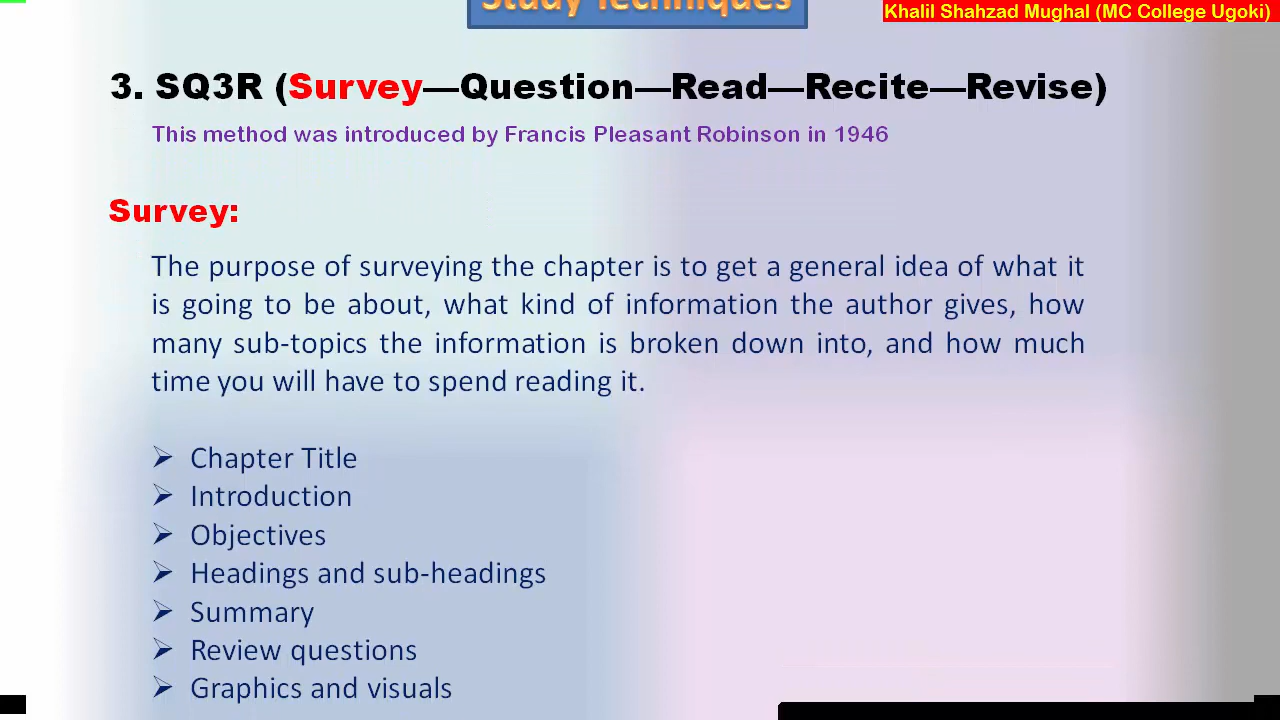 Study Techniques
Khalil Shahzad Mughal (MC College Ugoki)
3. SQ3R (Survey—Question—Read—Recite—Revise)
This method was introduced by Francis Pleasant Robinson in 1946
Survey:
The purpose of surveying the chapter is to get a general idea of what it
is going to be about, what kind of information the author gives, how
many sub-topics the information is broken down into, and how much
time you will have to spend reading it.
Chapter Title
Introduction
Objectives
Headings and sub-headings
Summary
Review questions
Graphics and visuals